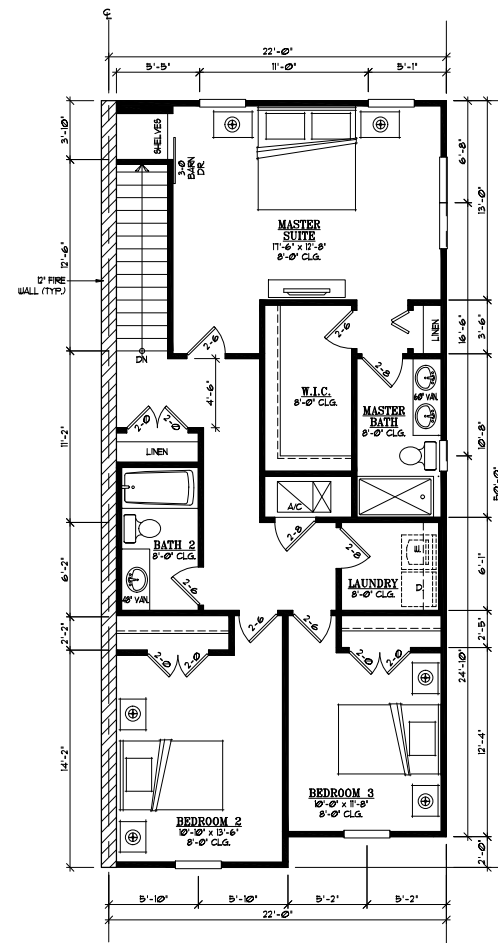 ℄
22'-0"
5'-5"
11'-0"
5'-1"
3'-10"
SHELVES
3-0
BARN
DR.
6'-8"
13'-0"
MASTER
SUITE
17'-6" x 12'-8"
8'-0" CLG.
12'-6"
12" FIRE
WALL (TYP.)
16'-6"
3'-6"
LINEN
2-6
2-6
2-8
DN
4'-6"
W.I.C.
8'-0" CLG.
60" VAN.
MASTER
BATH
8'-0" CLG.
10'-8"
2-0
2-0
11'-2"
LINEN
A/C
50'-0"
2-8
BATH 2
8'-0" CLG.
6'-2"
2-8
LAUNDRY
8'-0" CLG.
D
6'-1"
48" VAN.
2-6
2-6
2-6
2'-2"
2'-5"
2-0
2-0
2-0
2-0
24'-10"
14'-2"
12'-4"
BEDROOM 3
10'-0" x 11'-8"
8'-0" CLG.
BEDROOM 2
10'-10" x 13'-6"
8'-0" CLG.
2'-0"
5'-10"
5'-10"
5'-2"
5'-2"
22'-0"